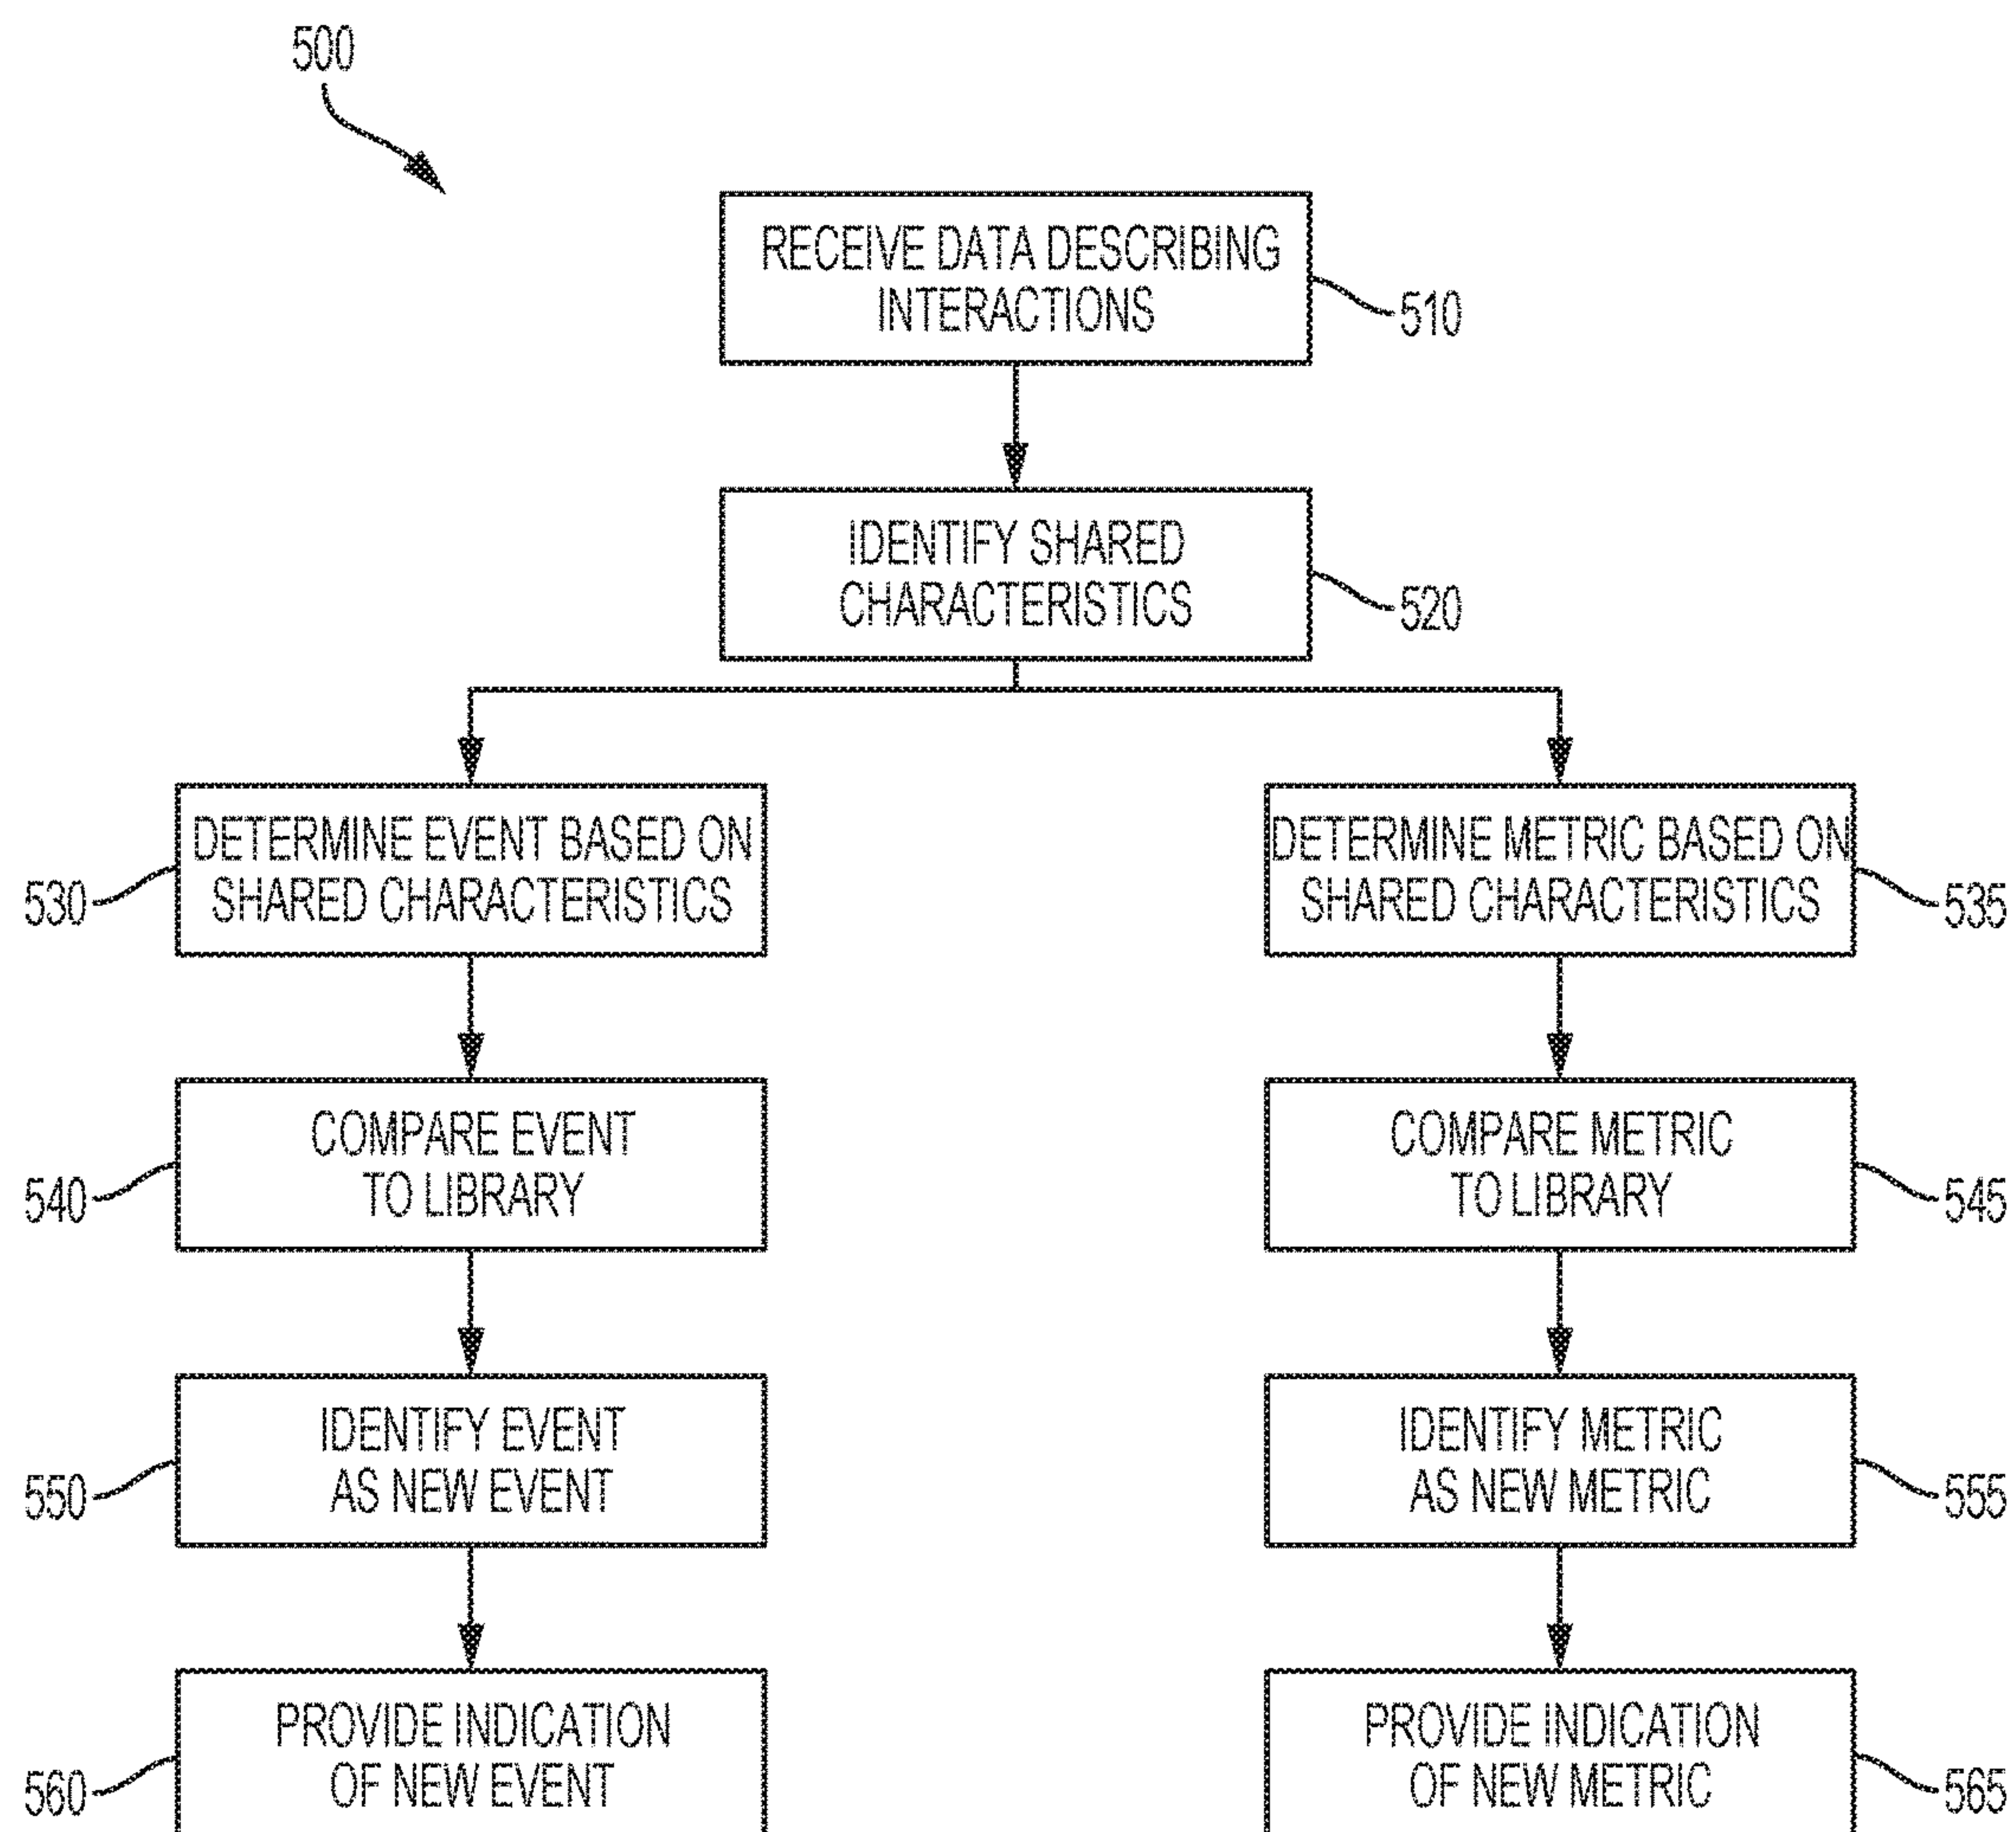 500
RECEIVE DATA DESCRIBING
INTERACTIONS
510
IDENTIFY SHARED
CHARACTERISTICS
520
DETERMINE EVENT BASED ON
SHARED CHARACTERISTICS
530
DETERMINE METRIC BASED ON
SHARED CHARACTERISTICS
535
COMPARE EVENT
TO LIBRARY
540
COMPARE METRIC
TO LIBRARY
545
IDENTIFY EVENT
AS NEW EVENT
550
IDENTIFY METRIC
AS NEW METRIC
555
PROVIDE INDICATION
OF NEW EVENT
560
PROVIDE INDICATION
OF NEW METRIC
565